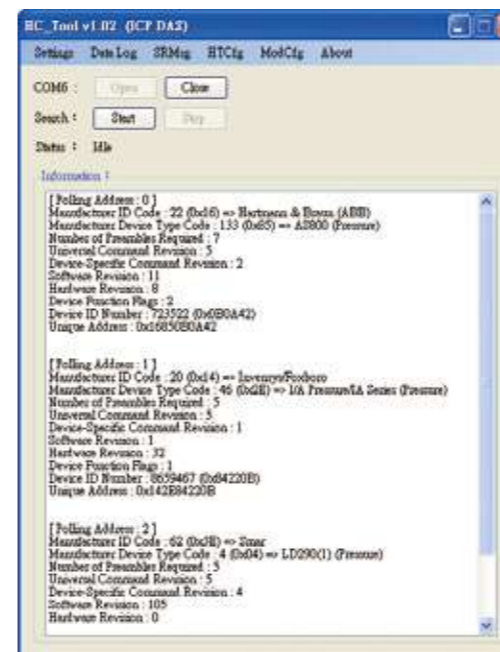 HC_Tool v1.02 (ICP DAS)
Settings Data Log SRMsg HTCfg ModCfg About
COM6 : Open Close
Search : Start Stop
Status : Idle
Information :
[ Polling Address : 0 ]
Manufacturer ID Code : 22 (0x16) => Hartmann & Braun (ABB)
Manufacturer Device Type Code : 133 (0x85) => AS800 (Pressure)
Number of Preambles Required : 7
Universal Command Revision : 5
Device-Specific Command Revision : 2
Software Revision : 11
Hardware Revision : 8
Device Function Flags : 2
Device ID Number : 723522 (0x0B0A42)
Unique Address : 0x16850B0A42
[ Polling Address : 1 ]
Manufacturer ID Code : 20 (0x14) => Invensys/Foxboro
Manufacturer Device Type Code : 46 (0x2E) => I/A Pressure/IA Series (Pressure)
Number of Preambles Required : 5
Universal Command Revision : 5
Device-Specific Command Revision : 1
Software Revision : 1
Hardware Revision : 32
Device Function Flags : 1
Device ID Number : 8659467 (0x84220B)
Unique Address : 0x142E84220B
[ Polling Address : 2 ]
Manufacturer ID Code : 62 (0x3E) => Smar
Manufacturer Device Type Code : 4 (0x04) => LD290(1) (Pressure)
Number of Preambles Required : 5
Universal Command Revision : 5
Device-Specific Command Revision : 4
Software Revision : 105
Hardware Revision : 0